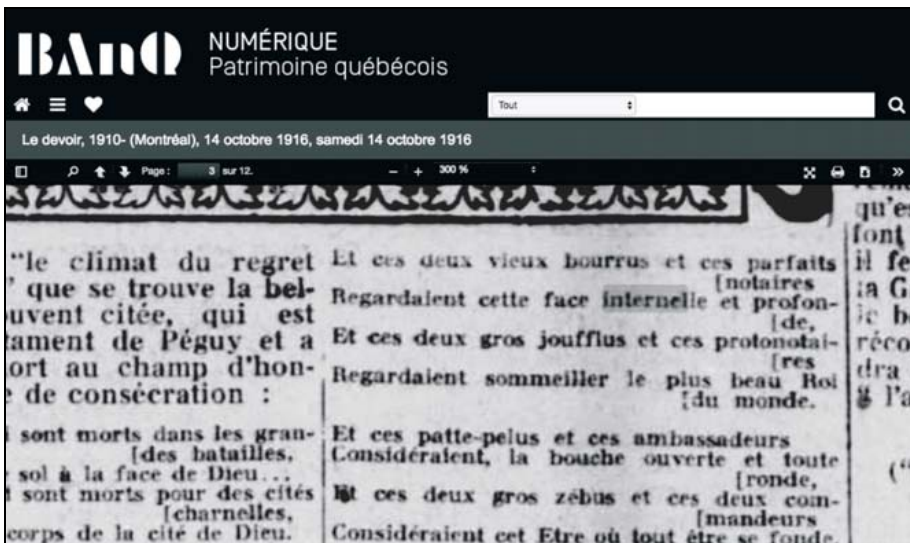 BAnQ
NUMÉRIQUE
Patrimoine québécois
Tout
Le devoir, 1910- (Montréal), 14 octobre 1916, samedi 14 octobre 1916
Page : 3 sur 12.
− + 300 %
"le climat du regret
" que se trouve la bel-
ouvent citée, qui est
tament de Péguy et a
ort au champ d'hon-
e de consécration :
sont morts dans les gran-
[des batailles,
sol à la face de Dieu...
sont morts pour des cités
[charnelles,
corps de la cité de Dieu.
Et ces deux vieux bourrus et ces parfaits
[notaires
Regardaient cette face internelle et profon-
[de,
Et ces deux gros joufflus et ces protonotai-
[res
Regardaient sommeiller le plus beau Roi
[du monde.
Et ces patte-pelus et ces ambassadeurs
Considéraient, la bouche ouverte et toute
[ronde,
Et ces deux gros zébus et ces deux com-
[mandeurs
Considéraient cet Etre où tout être se fonde.
qu'e
font
il fe
la G
le b
réco
dra
l'a
("